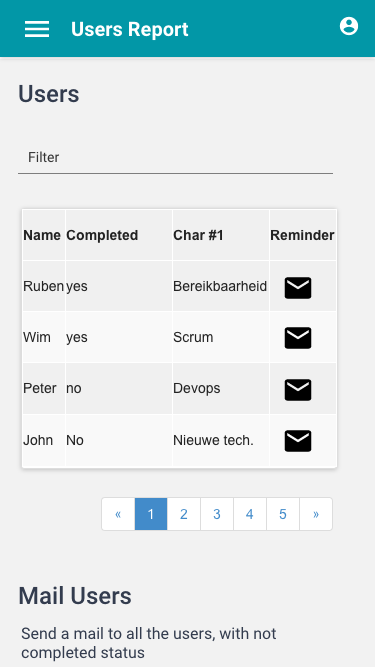 Users Report
Users
Filter
Name Completed Char #1 Reminder
Ruben yes Bereikbaarheid
Wim yes Scrum
Peter no Devops
John No Nieuwe tech.
« 1 2 3 4 5 »
Mail Users
Send a mail to all the users, with not
completed status